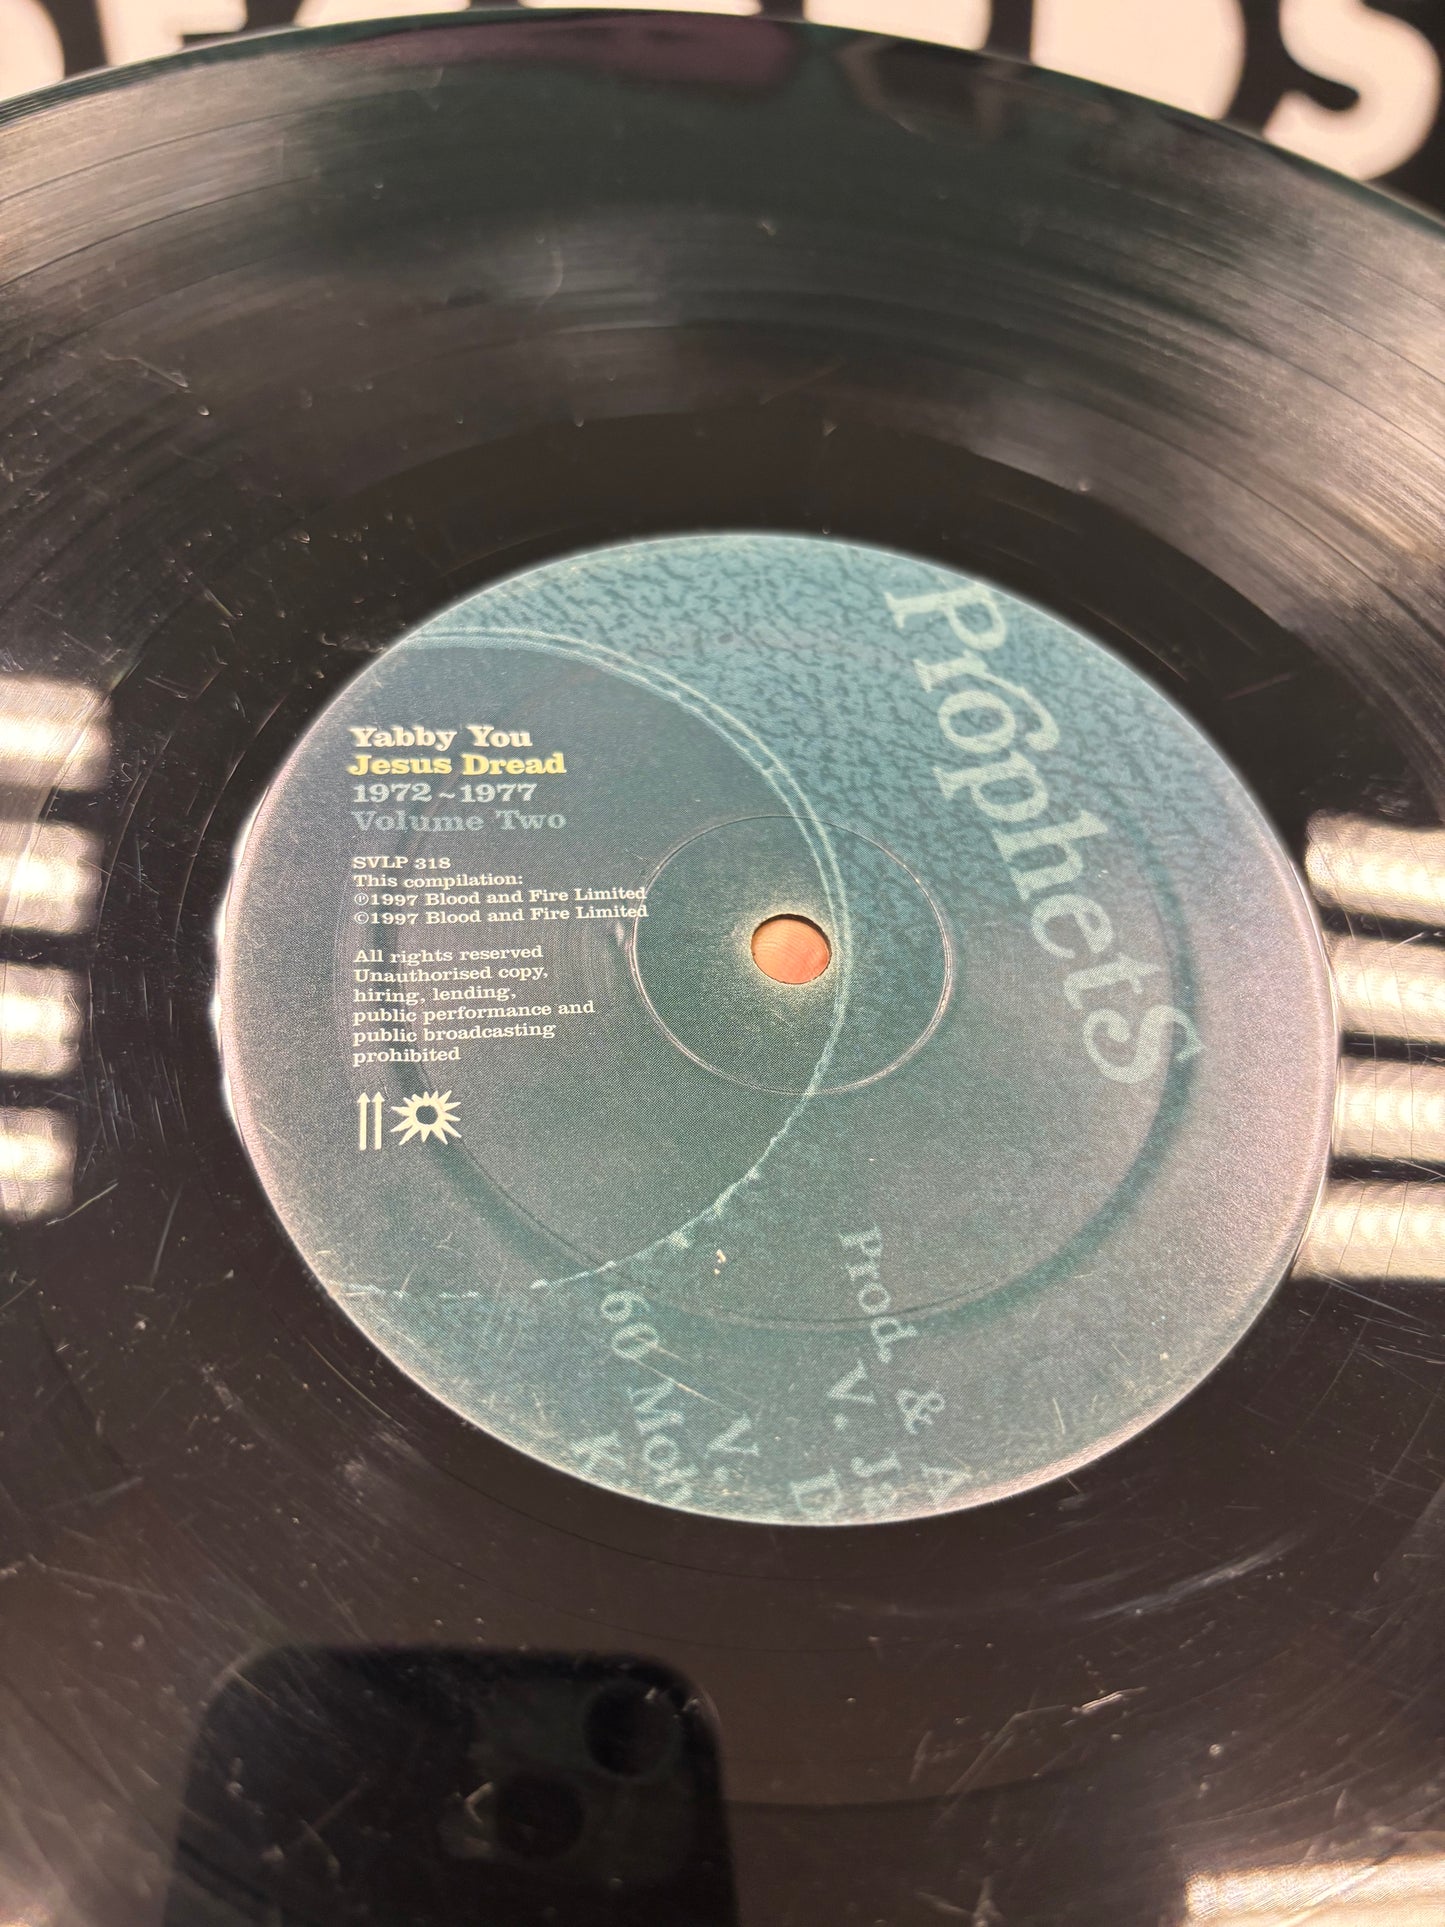 Yabby You
Jesus Dread
1972~1977
Volume Two
SVLP 318
This compilation:
℗1997 Blood and Fire Limited
©1997 Blood and Fire Limited
All rights reserved
Unauthorised copy,
hiring, lending,
public performance and
public broadcasting
prohibited
ProphetS
Prod. &
V. Ja